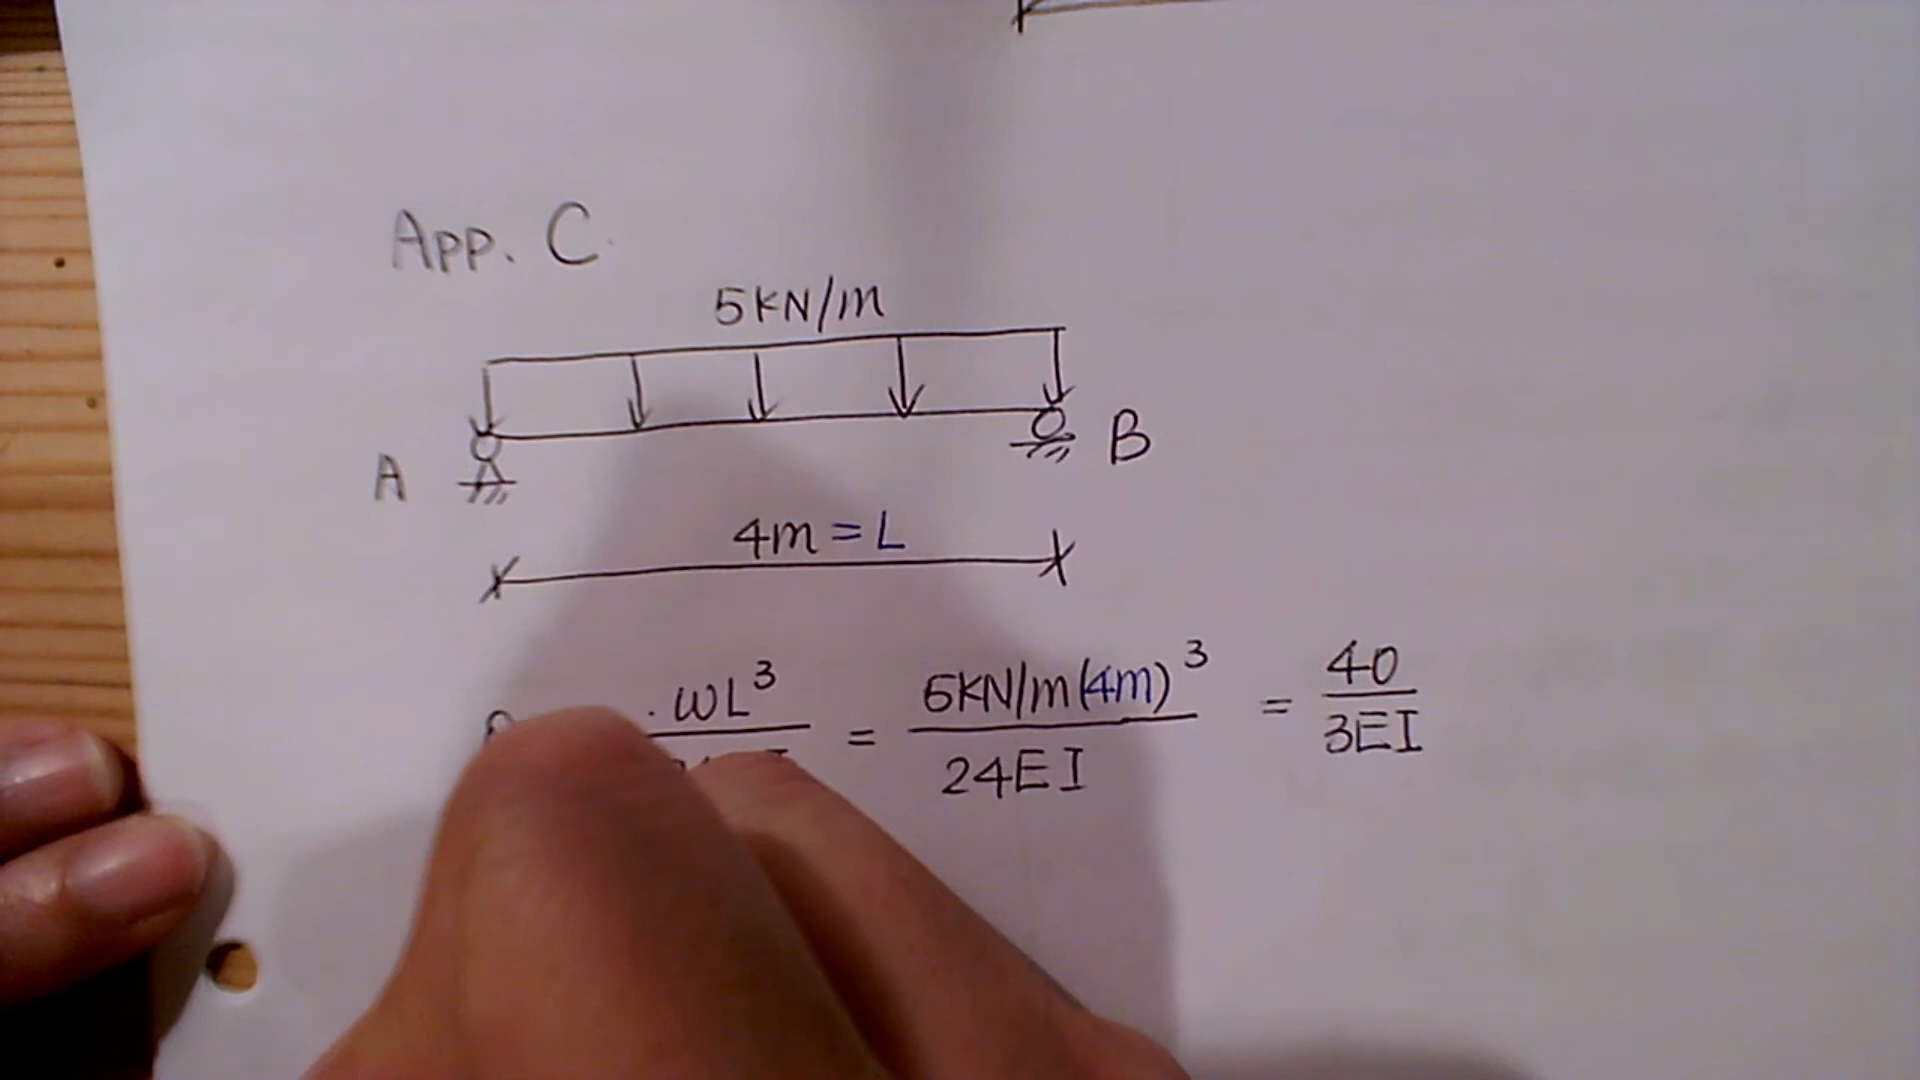 App. C.
5KN/m
A
B
4m = L
wL³ = 5KN/m(4m)³ / 24EI = 40 / 3EI